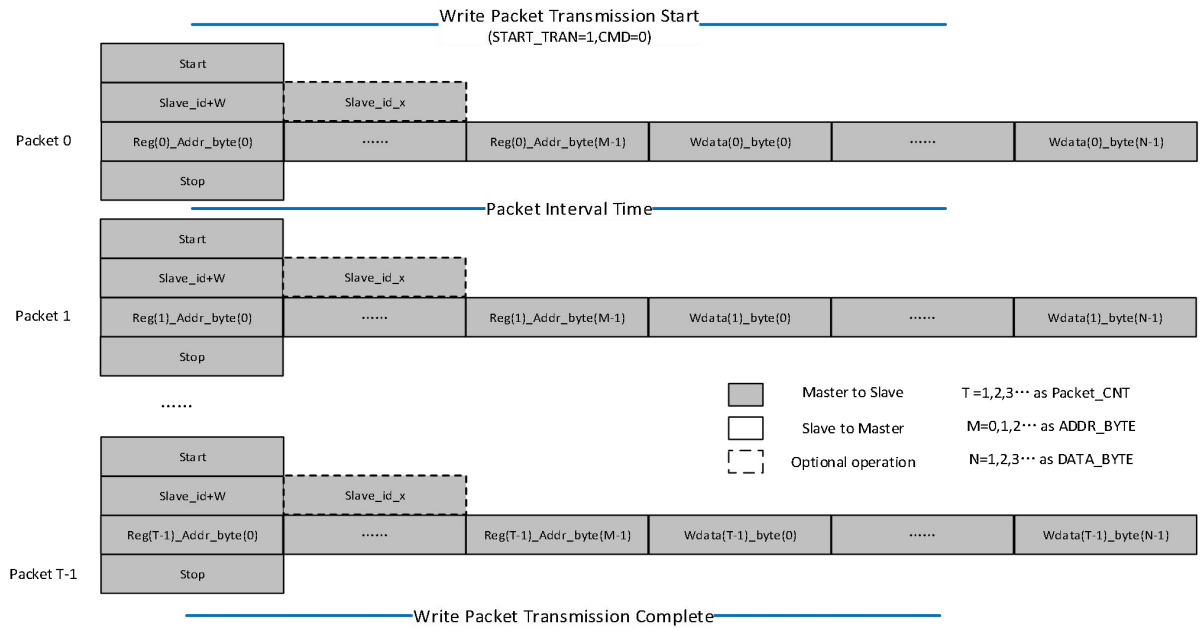 Write Packet Transmission Start
(START_TRAN=1,CMD=0)
Start
Slave_id+W Slave_id_x
Packet 0 Reg(0)_Addr_byte(0) ...... Reg(0)_Addr_byte(M-1) Wdata(0)_byte(0) ...... Wdata(0)_byte(N-1)
Stop
Packet Interval Time
Start
Slave_id+W Slave_id_x
Packet 1 Reg(1)_Addr_byte(0) ...... Reg(1)_Addr_byte(M-1) Wdata(1)_byte(0) ...... Wdata(1)_byte(N-1)
Stop
......
Master to Slave T =1,2,3··· as Packet_CNT
Slave to Master M=0,1,2··· as ADDR_BYTE
Optional operation N=1,2,3··· as DATA_BYTE
Start
Slave_id+W Slave_id_x
Reg(T-1)_Addr_byte(0) ...... Reg(T-1)_Addr_byte(M-1) Wdata(T-1)_byte(0) ...... Wdata(T-1)_byte(N-1)
Packet T-1 Stop
Write Packet Transmission Complete